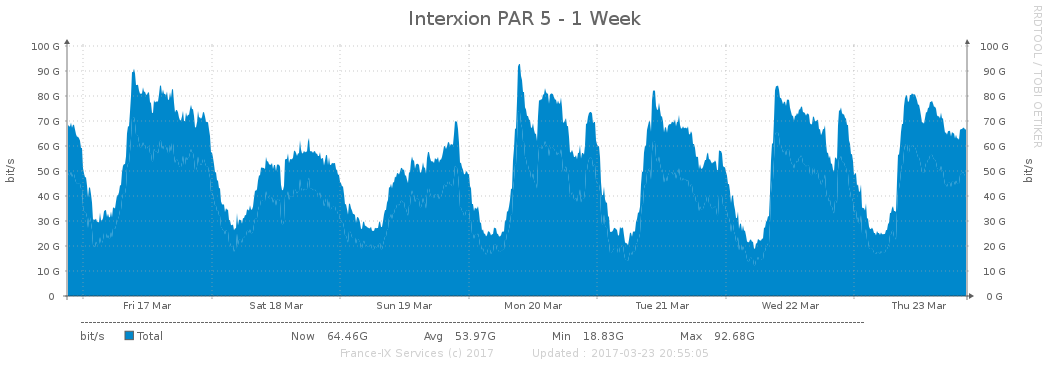 Interxion PAR 5 - 1 Week
RRDTOOL / TOBI OETIKER
bit/s
bit/s
100 G 100 G
90 G 90 G
80 G 80 G
70 G 70 G
60 G 60 G
50 G 50 G
40 G 40 G
30 G 30 G
20 G 20 G
10 G 10 G
0 0 G
Fri 17 Mar Sat 18 Mar Sun 19 Mar Mon 20 Mar Tue 21 Mar Wed 22 Mar Thu 23 Mar
bit/s Total Now 64.46G Avg 53.97G Min 18.83G Max 92.68G
France-IX Services (c) 2017 Updated : 2017-03-23 20:55:05